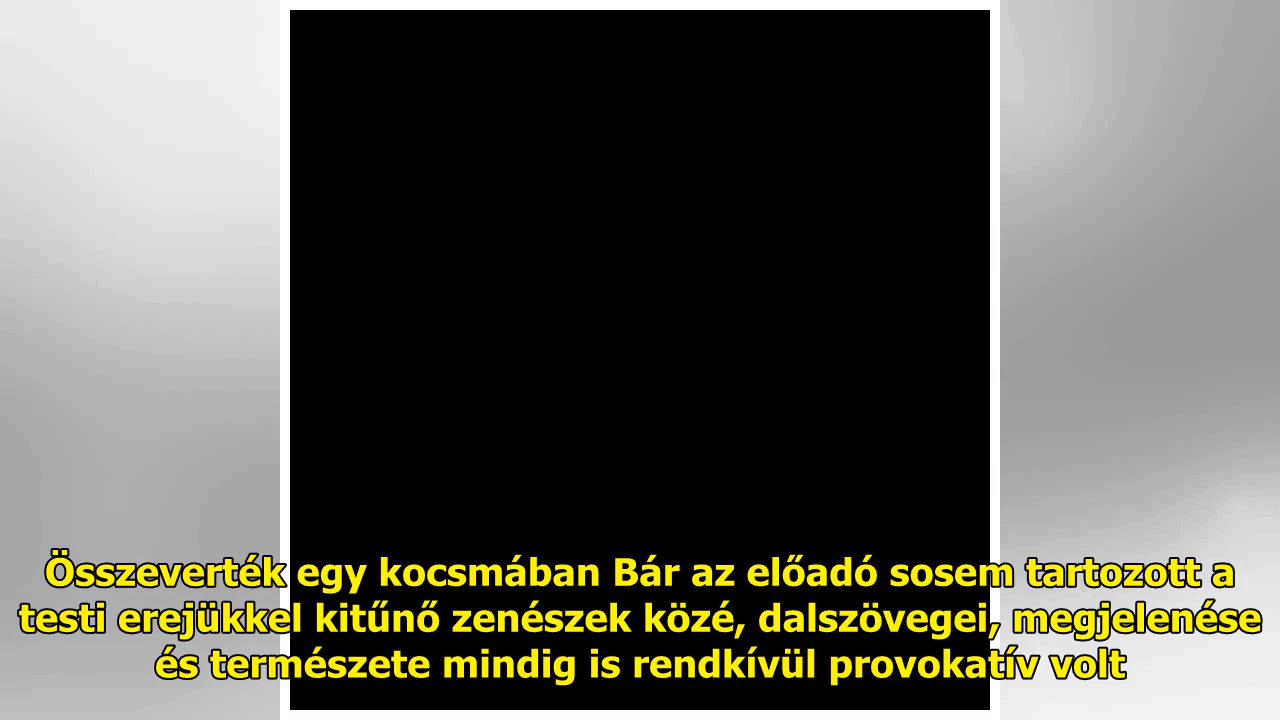 Összeverték egy kocsmában Bár az előadó sosem tartozott a
testi erejükkel kitűnő zenészek közé, dalszövegei, megjelenése
és természete mindig is rendkívül provokatív volt